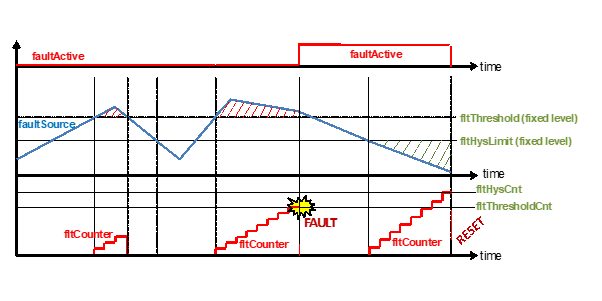 faultActive
faultActive
time
faultSource
fltThreshold (fixed level)
fltHysLimit (fixed level)
time
fltHysCnt
fltThresholdCnt
FAULT
fltCounter
fltCounter
fltCounter
RESET
time